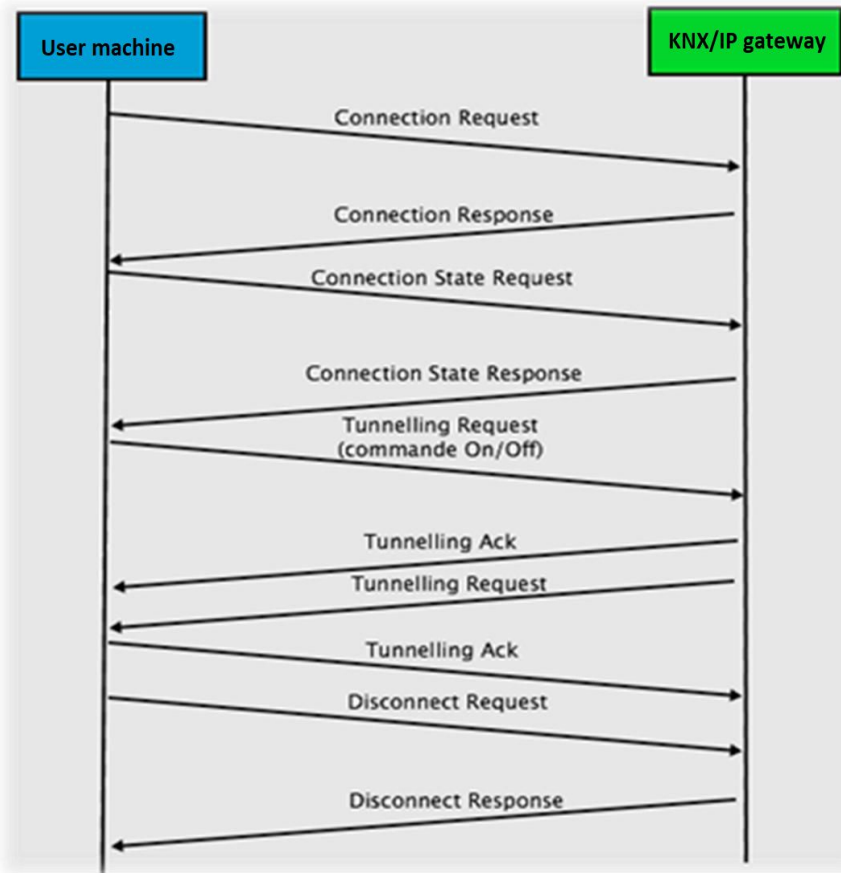 User machine
KNX/IP gateway
Connection Request
Connection Response
Connection State Request
Connection State Response
Tunnelling Request
(commande On/Off)
Tunnelling Ack
Tunnelling Request
Tunnelling Ack
Disconnect Request
Disconnect Response